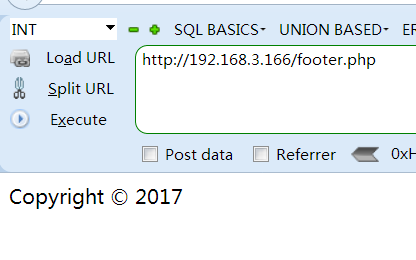 INT SQL BASICS UNION BASED ER
Load URL http://192.168.3.166/footer.php
Split URL
Execute
Post data Referrer 0xH
Copyright © 2017